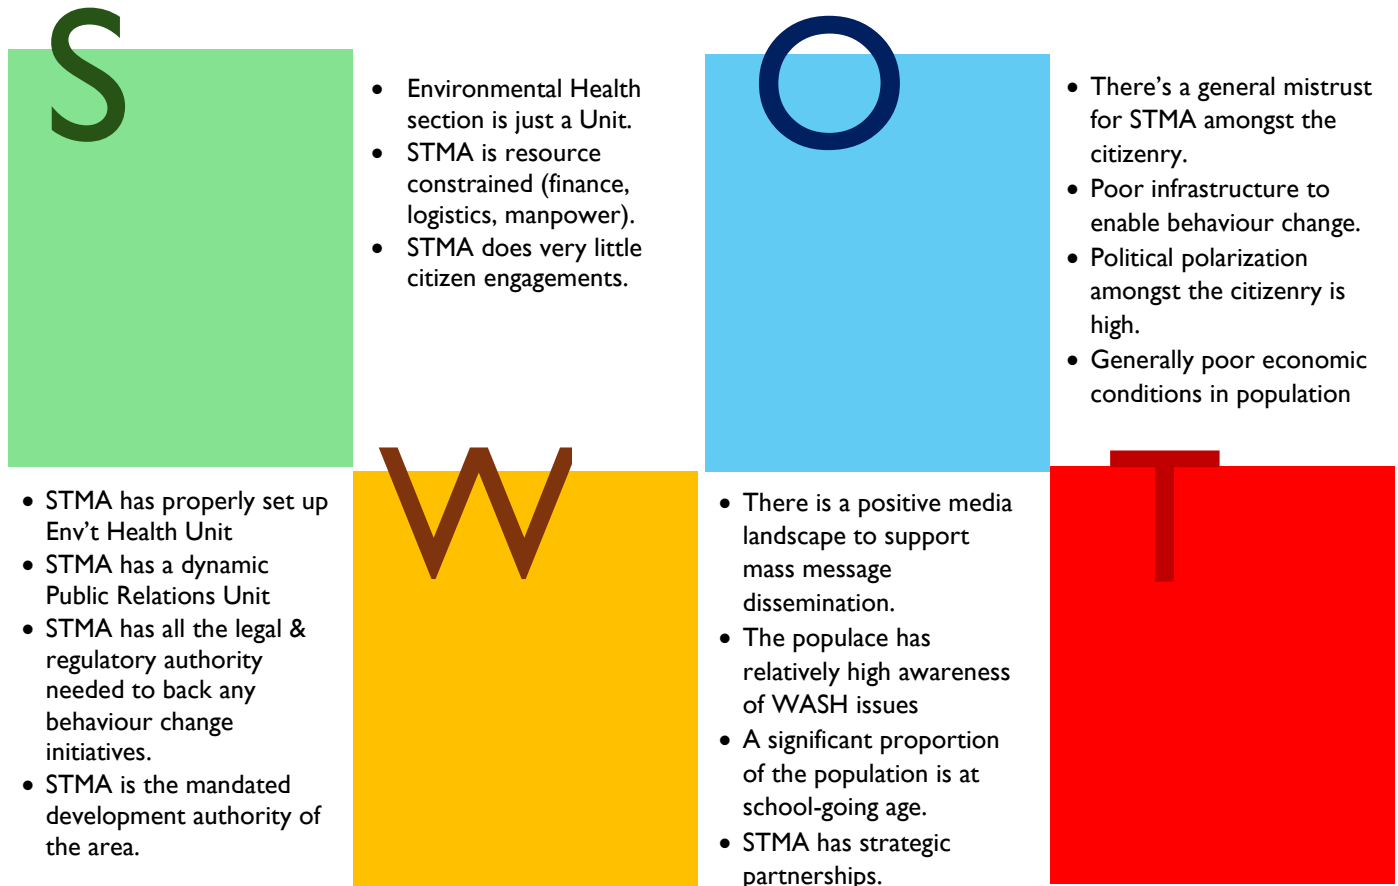 S
• STMA has properly set up
Env’t Health Unit
• STMA has a dynamic
Public Relations Unit
• STMA has all the legal &
regulatory authority
needed to back any
behaviour change
initiatives.
• STMA is the mandated
development authority of
the area.
W
• Environmental Health
section is just a Unit.
• STMA is resource
constrained (finance,
logistics, manpower).
• STMA does very little
citizen engagements.
O
• There is a positive media
landscape to support
mass message
dissemination.
• The populace has
relatively high awareness
of WASH issues
• A significant proportion
of the population is at
school-going age.
• STMA has strategic
partnerships.
T
• There’s a general mistrust
for STMA amongst the
citizenry.
• Poor infrastructure to
enable behaviour change.
• Political polarization
amongst the citizenry is
high.
• Generally poor economic
conditions in population